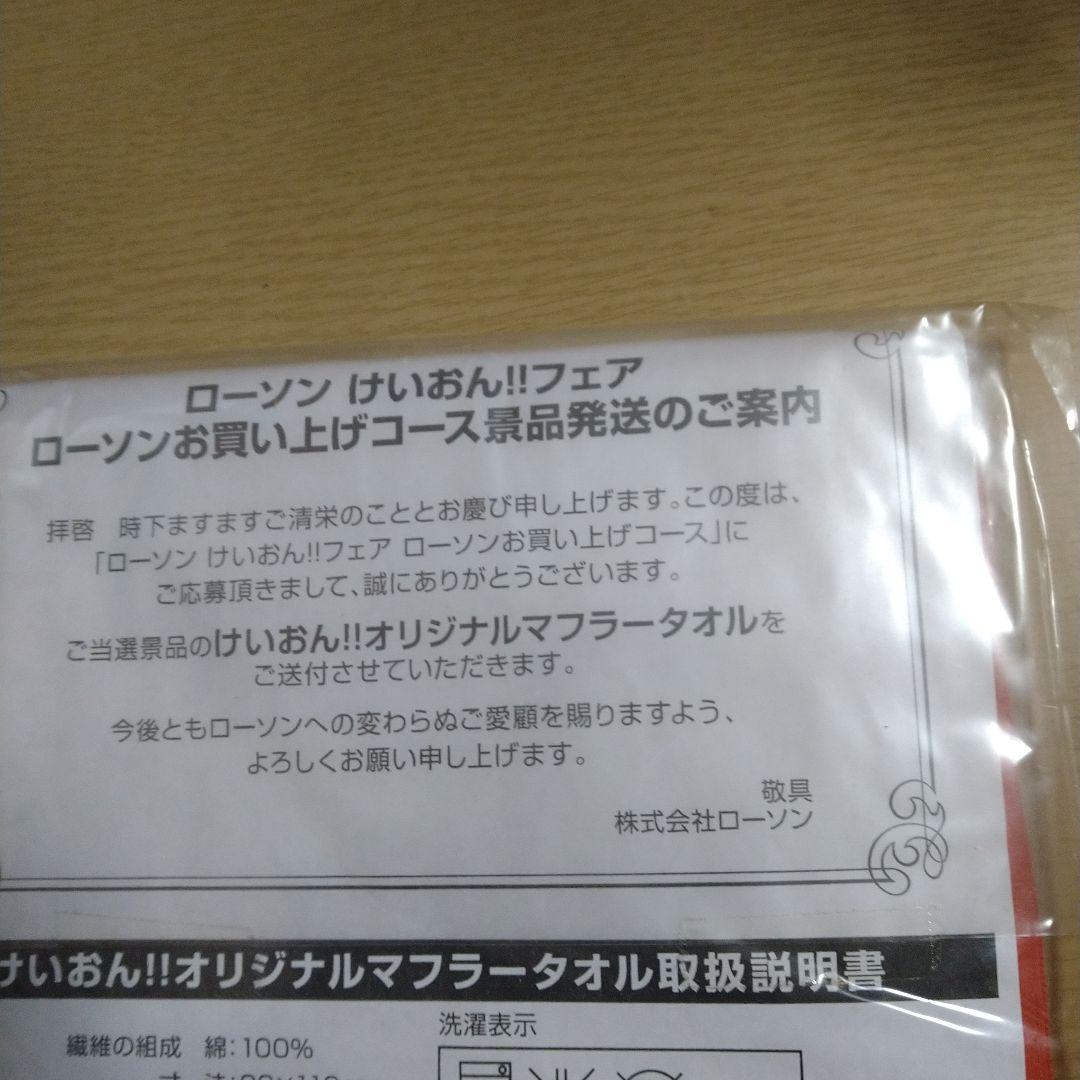 ローソン けいおん!!フェア
ローソンお買い上げコース景品発送のご案内
拝啓　時下ますますご清栄のこととお慶び申し上げます。この度は、
「ローソン けいおん!!フェア ローソンお買い上げコース」に
ご応募頂きまして、誠にありがとうございます。
ご当選景品のけいおん!!オリジナルマフラータオルを
ご送付させていただきます。
今後ともローソンへの変わらぬご愛顧を賜りますよう、
よろしくお願い申し上げます。
敬具
株式会社ローソン
けいおん!!オリジナルマフラータオル取扱説明書
洗濯表示
繊維の組成　綿：100%